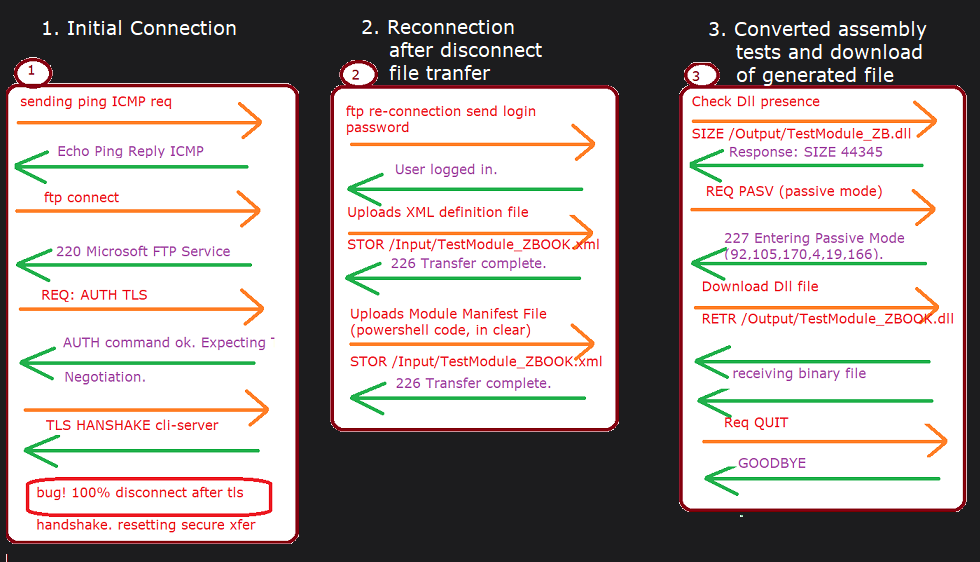 1. Initial Connection
1
sending ping ICMP req
Echo Ping Reply ICMP
ftp connect
220 Microsoft FTP Service
REQ: AUTH TLS
AUTH command ok. Expecting
Negotiation.
TLS HANSHAKE cli-server
bug! 100% disconnect after tls
handshake. resetting secure xfer
2. Reconnection
after disconnect
file tranfer
2
ftp re-connection send login
password
User logged in.
Uploads XML definition file
STOR /Input/TestModule_ZBOOK.xml
226 Transfer complete.
Uploads Module Manifest File
(powershell code, in clear)
STOR /Input/TestModule_ZBOOK.xml
226 Transfer complete.
3. Converted assembly
tests and download
of generated file
3
Check Dll presence
SIZE /Output/TestModule_ZB.dll
Response: SIZE 44345
REQ PASV (passive mode)
227 Entering Passive Mode
(92,105,170,4,19,166).
Download Dll file
RETR /Output/TestModule_ZBOOK.dll
receiving binary file
Req QUIT
GOODBYE